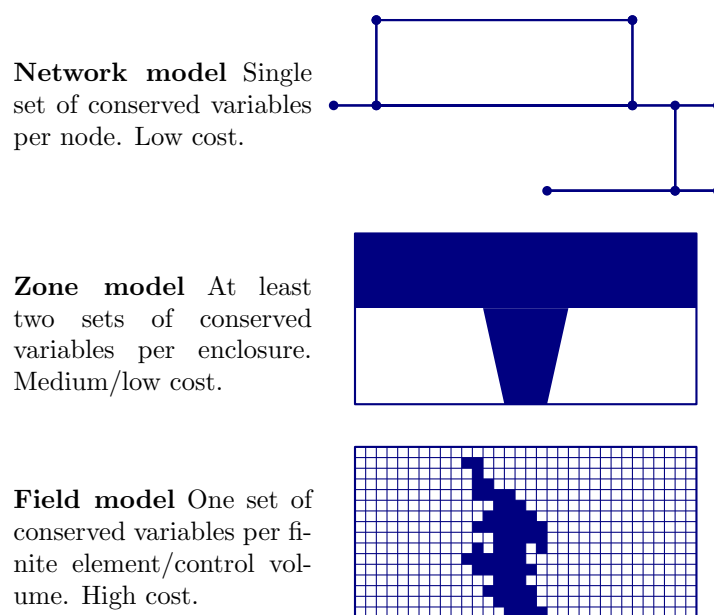 Network model Single
set of conserved variables
per node. Low cost.
Zone model At least
two sets of conserved
variables per enclosure.
Medium/low cost.
Field model One set of
conserved variables per fi-
nite element/control vol-
ume. High cost.